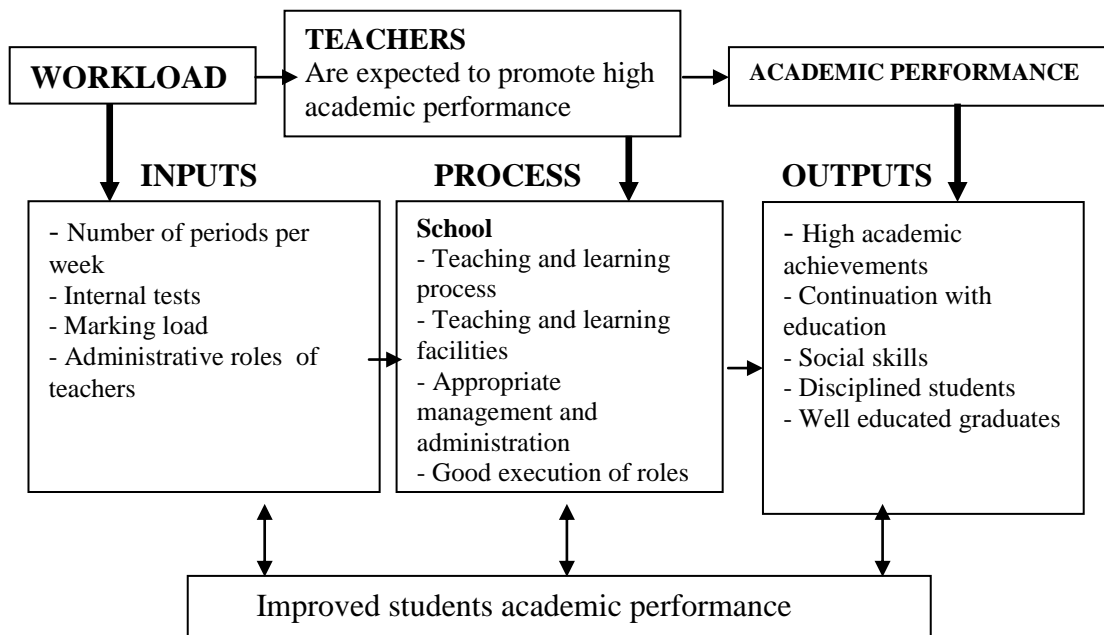 TEACHERS
Are expected to promote high
academic performance
WORKLOAD
ACADEMIC PERFORMANCE
INPUTS
PROCESS
OUTPUTS
- Number of periods per
week
- Internal tests
- Marking load
- Administrative roles of
teachers
School
- Teaching and learning
process
- Teaching and learning
facilities
- Appropriate
management and
administration
- Good execution of roles
- High academic
achievements
- Continuation with
education
- Social skills
- Disciplined students
- Well educated graduates
Improved students academic performance